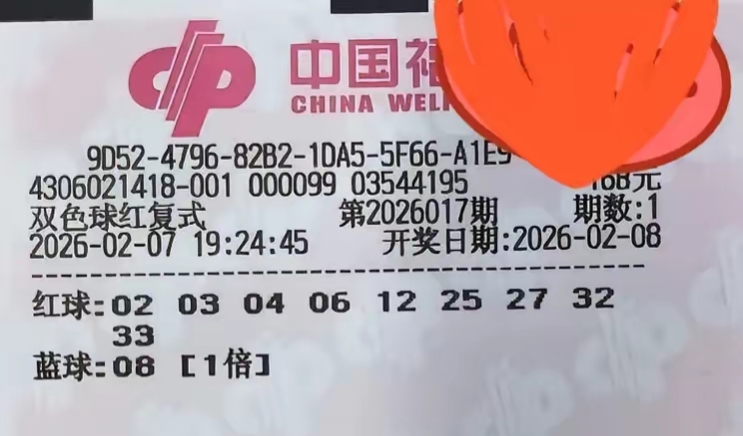 中国福
CHINA WEL
9D52-4796-82B2-1DA5-5F66-A1E9
4306021418-001 000099 03544195 168元
双色球红复式 第2026017期 期数:1
2026-02-07 19:24:45 开奖日期:2026-02-08
红球:02 03 04 06 12 25 27 32
33
蓝球:08 [1倍]